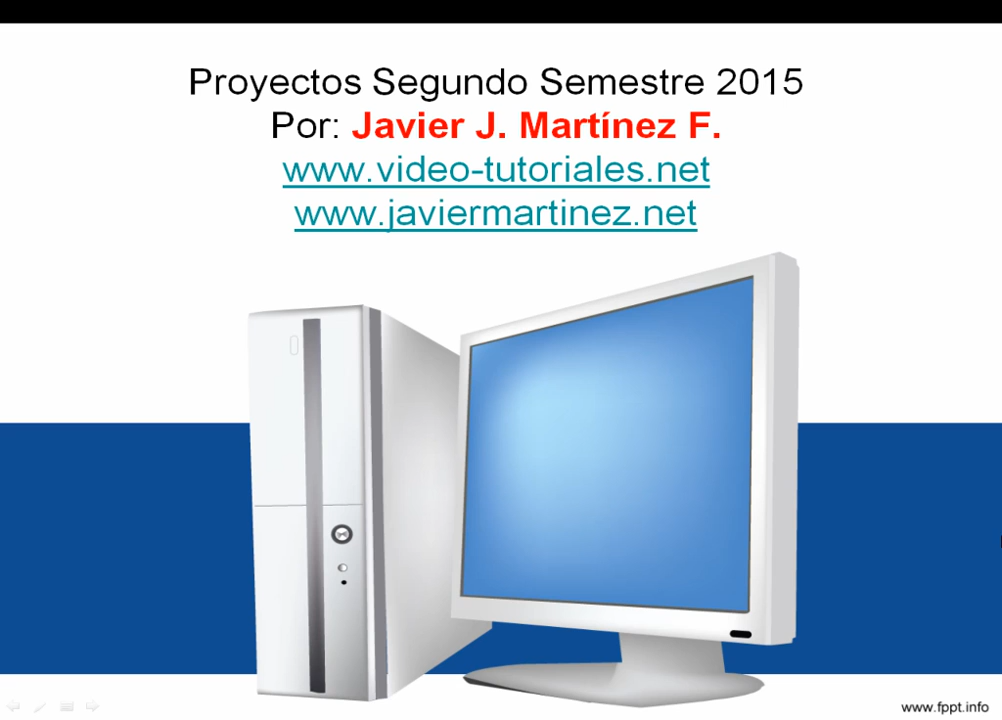 Proyectos Segundo Semestre 2015
Por: Javier J. Martínez F.
www.video-tutoriales.net
www.javiermartinez.net
www.fppt.info